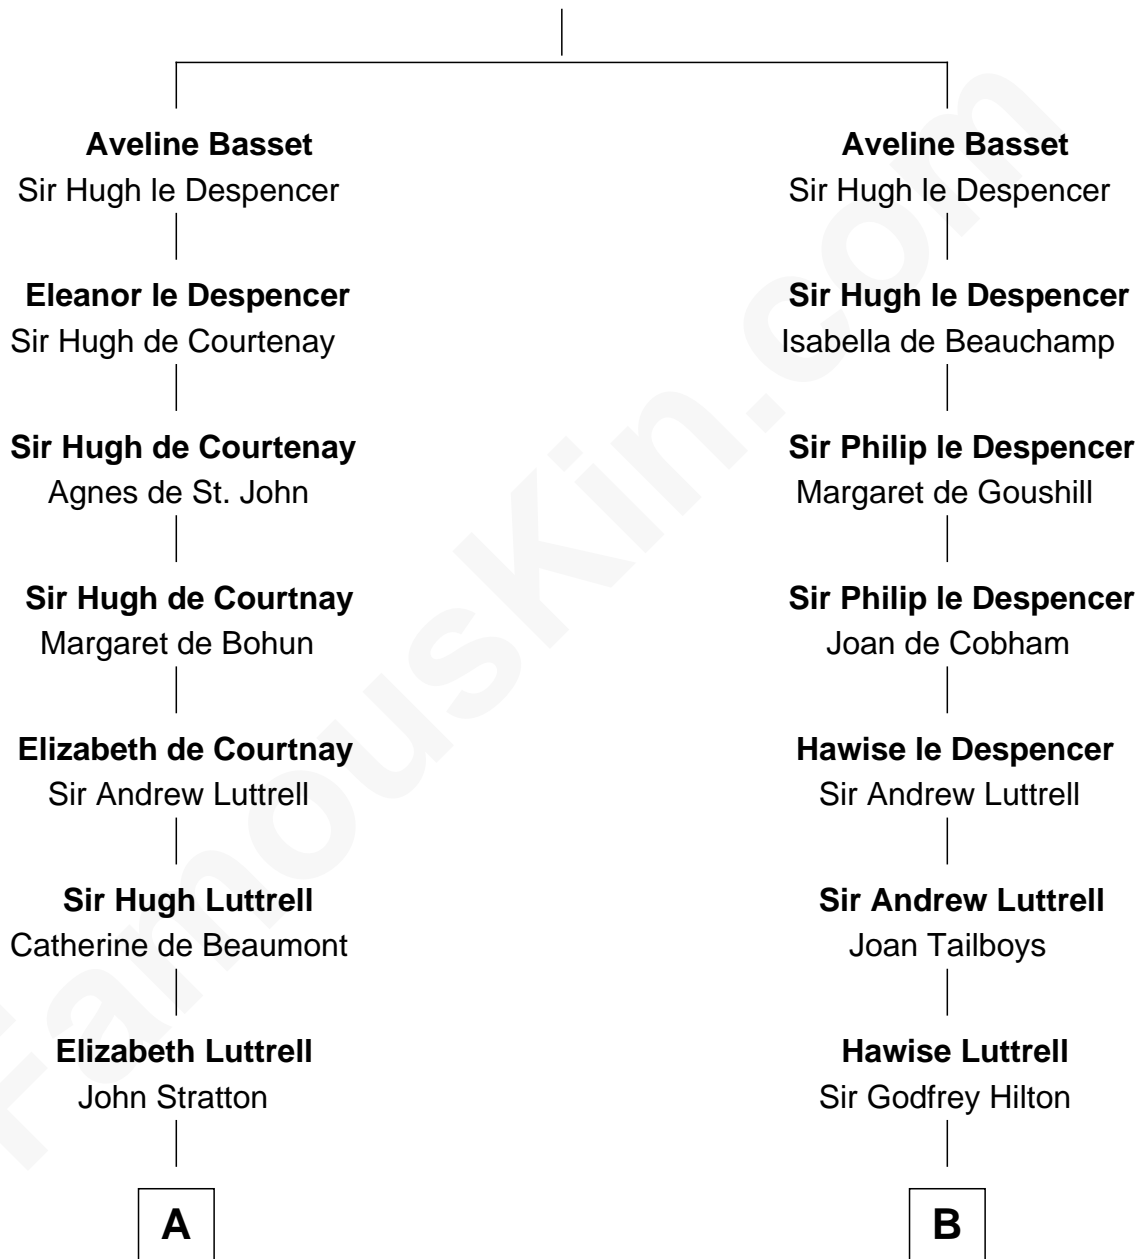 Aveline Basset
Sir Hugh le Despencer
Eleanor le Despencer
Sir Hugh de Courtenay
Sir Hugh de Courtenay
Agnes de St. John
Sir Hugh de Courtnay
Margaret de Bohun
Elizabeth de Courtnay
Sir Andrew Luttrell
Sir Hugh Luttrell
Catherine de Beaumont
Elizabeth Luttrell
John Stratton
A
Aveline Basset
Sir Hugh le Despencer
Sir Hugh le Despencer
Isabella de Beauchamp
Sir Philip le Despencer
Margaret de Goushill
Sir Philip le Despencer
Joan de Cobham
Hawise le Despencer
Sir Andrew Luttrell
Sir Andrew Luttrell
Joan Tailboys
Hawise Luttrell
Sir Godfrey Hilton
B
FamousKin.com